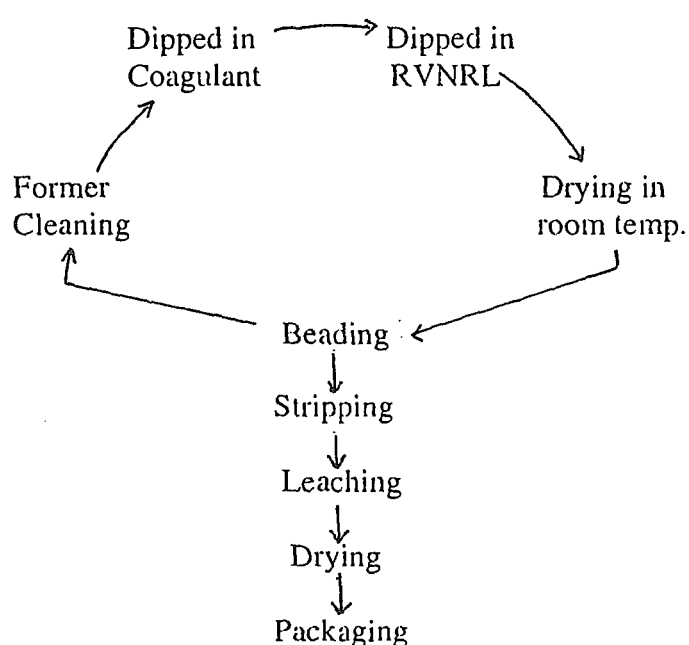 Dipped in
Coagulant
Dipped in
RVNRL
Former
Cleaning
Drying in
room temp.
Beading
Stripping
Leaching
Drying
Packaging